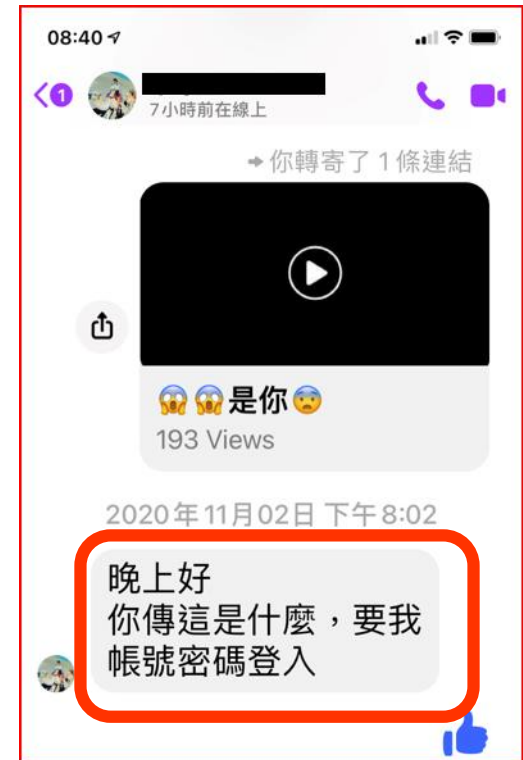 08:40
1
7小時前在線上
你轉寄了 1 條連結
😱😱是你😨
193 Views
2020年11月02日 下午8:02
晚上好
你傳這是什麼，要我
帳號密碼登入